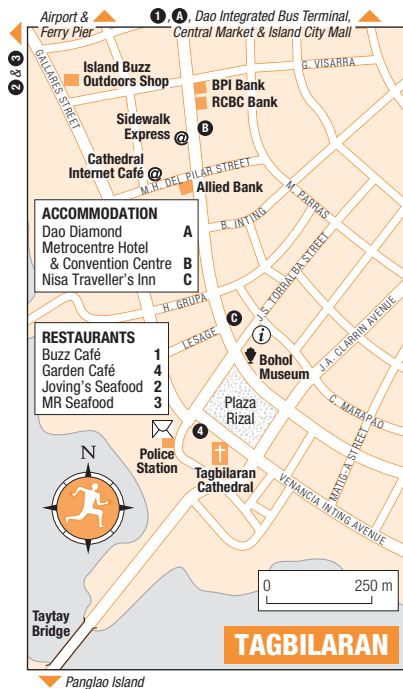 Airport &
Ferry Pier
1, A, Dao Integrated Bus Terminal,
Central Market & Island City Mall
2 & 3
GALLARES STREET
G. VISARRA
Island Buzz
Outdoors Shop
BPI Bank
RCBC Bank
Sidewalk
Express @
B
Cathedral
Internet Café @
M.H. DEL PILAR STREET
Allied Bank
M. PARRAS
B. INTING
J.S. TORRALBA STREET
ACCOMMODATION
Dao Diamond A
Metrocentre Hotel
& Convention Centre B
Nisa Traveller's Inn C
H. GRUPA
C
LESAGE
i
Bohol
Museum
J.A. CLARRIN AVENUE
RESTAURANTS
Buzz Café 1
Garden Café 4
Joving's Seafood 2
MR Seafood 3
Plaza
Rizal
C. MARAPAO
MATIG-A STREET
4
Police
Station
Tagbilaran
Cathedral
VENANCIA INTING AVENUE
N
0 250 m
Taytay
Bridge
TAGBILARAN
Panglao Island